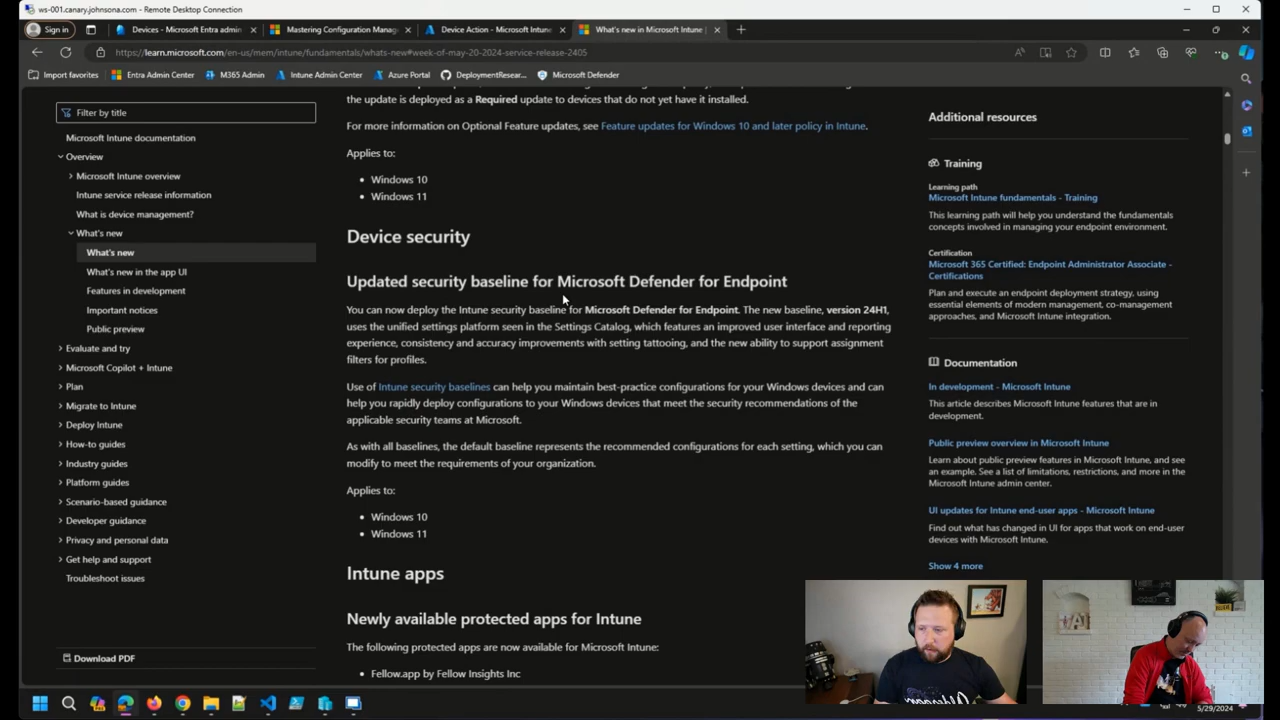 ws-001.canary.johnsona.com - Remote Desktop Connection
Sign in
Devices - Microsoft Entra admin
Mastering Configuration Manag
Device Action - Microsoft Intune
What's new in Microsoft Intune |
https://learn.microsoft.com/en-us/mem/intune/fundamentals/whats-new#week-of-may-20-2024-service-release-2405
Import favorites
Entra Admin Center
M365 Admin
Intune Admin Center
Azure Portal
DeploymentResear...
Microsoft Defender
Filter by title
Microsoft Intune documentation
Overview
Microsoft Intune overview
Intune service release information
What is device management?
What's new
What's new
What's new in the app UI
Features in development
Important notices
Public preview
Evaluate and try
Microsoft Copilot + Intune
Plan
Migrate to Intune
Deploy Intune
How-to guides
Industry guides
Platform guides
Scenario-based guidance
Developer guidance
Privacy and personal data
Get help and support
Troubleshoot issues
Download PDF
the update is deployed as a Required update to devices that do not yet have it installed.
For more information on Optional Feature updates, see Feature updates for Windows 10 and later policy in Intune.
Applies to:
• Windows 10
• Windows 11
Device security
Updated security baseline for Microsoft Defender for Endpoint
You can now deploy the Intune security baseline for Microsoft Defender for Endpoint. The new baseline, version 24H1,
uses the unified settings platform seen in the Settings Catalog, which features an improved user interface and reporting
experience, consistency and accuracy improvements with setting tattooing, and the new ability to support assignment
filters for profiles.
Use of Intune security baselines can help you maintain best-practice configurations for your Windows devices and can
help you rapidly deploy configurations to your Windows devices that meet the security recommendations of the
applicable security teams at Microsoft.
As with all baselines, the default baseline represents the recommended configurations for each setting, which you can
modify to meet the requirements of your organization.
Applies to:
• Windows 10
• Windows 11
Intune apps
Newly available protected apps for Intune
The following protected apps are now available for Microsoft Intune:
• Fellow.app by Fellow Insights Inc
Additional resources
Training
Learning path
Microsoft Intune fundamentals - Training
This learning path will help you understand the fundamentals
concepts involved in managing your endpoint environment.
Certification
Microsoft 365 Certified: Endpoint Administrator Associate -
Certifications
Plan and execute an endpoint deployment strategy, using
essential elements of modern management, co-management
approaches, and Microsoft Intune integration.
Documentation
In development - Microsoft Intune
This article describes Microsoft Intune features that are in
development.
Public preview overview in Microsoft Intune
Learn about public preview features in Microsoft Intune, and see
an example. See a list of limitations, restrictions, and more in the
Microsoft Intune admin center.
UI updates for Intune end-user apps - Microsoft Intune
Find out what has changed in UI for apps that work on end-user
devices with Microsoft Intune.
Show 4 more
5/29/2024